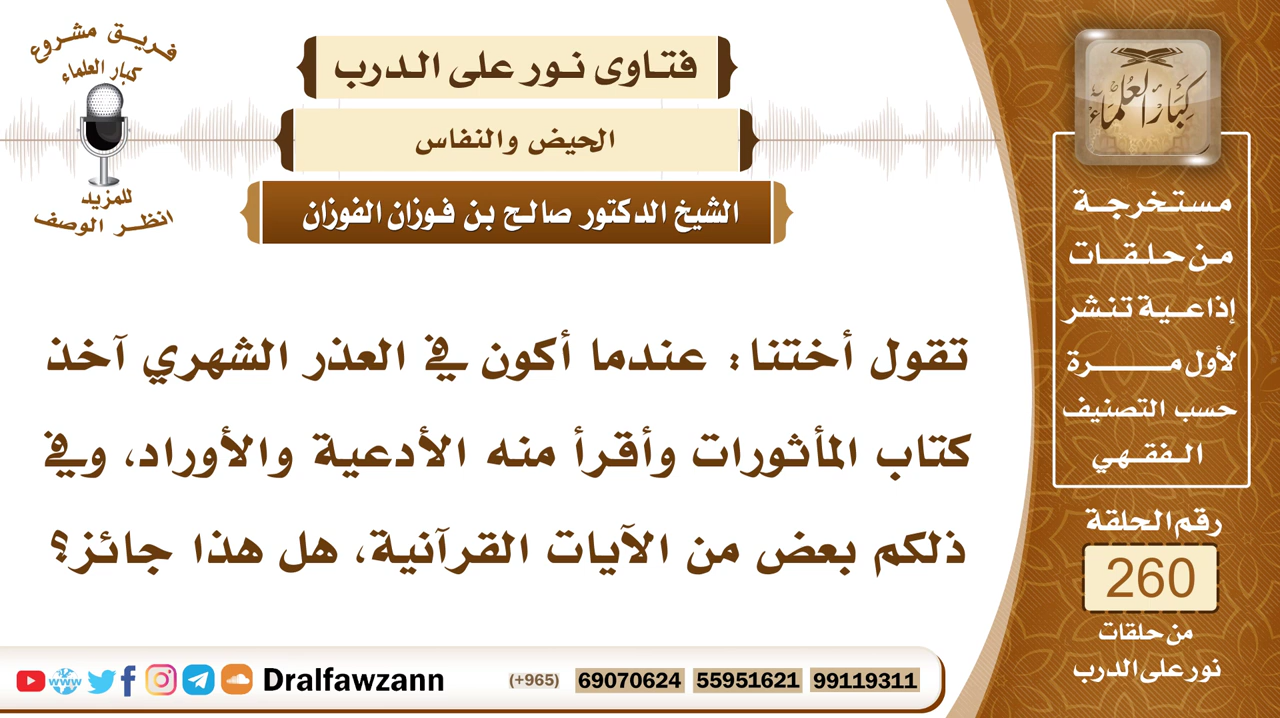 فريق مشروع
كبار العلماء
للمزيد
انظر الوصف
فتاوى نور على الدرب
الحيض والنفاس
الشيخ الدكتور صالح بن فوزان الفوزان
تقول أختنا: عندما أكون في العذر الشهري آخذ
كتاب المأثورات وأقرأ منه الأدعية والأوراد، وفي
ذلكم بعض من الآيات القرآنية، هل هذا جائز؟
كبار العلماء
مستخرجة
من حلقات
إذاعية تنشر
لأول مرة
حسب التصنيف
الفقهي
رقم الحلقة
260
من حلقات
نور على الدرب
www Dralfawzann (+965) 69070624 55951621 99119311